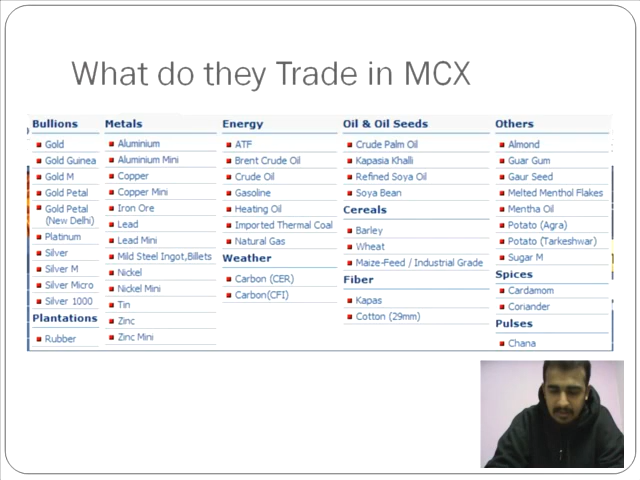 What do they Trade in MCX
Bullions
Gold
Gold Guinea
Gold M
Gold Petal
Gold Petal
(New Delhi)
Platinum
Silver
Silver M
Silver Micro
Silver 1000
Plantations
Rubber
Metals
Aluminium
Aluminium Mini
Copper
Copper Mini
Iron Ore
Lead
Lead Mini
Mild Steel Ingot,Billets
Nickel
Nickel Mini
Tin
Zinc
Zinc Mini
Energy
ATF
Brent Crude Oil
Crude Oil
Gasoline
Heating Oil
Imported Thermal Coal
Natural Gas
Weather
Carbon (CER)
Carbon(CFI)
Oil & Oil Seeds
Crude Palm Oil
Kapasia Khalli
Refined Soya Oil
Soya Bean
Cereals
Barley
Wheat
Maize-Feed / Industrial Grade
Fiber
Kapas
Cotton (29mm)
Others
Almond
Guar Gum
Gaur Seed
Melted Menthol Flakes
Mentha Oil
Potato (Agra)
Potato (Tarkeshwar)
Sugar M
Spices
Cardamom
Coriander
Pulses
Chana